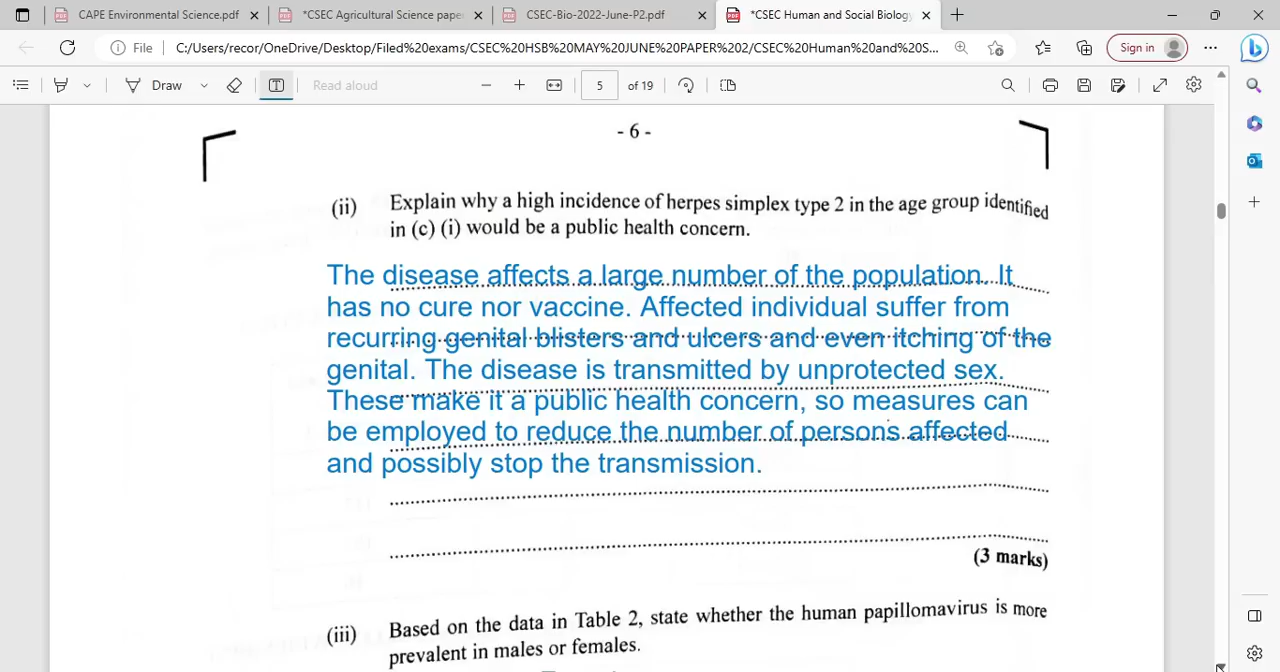 CAPE Environmental Science.pdf
*CSEC Agricultural Science pape
CSEC-Bio-2022-June-P2.pdf
*CSEC Human and Social Biology
File
C:/Users/recor/OneDrive/Desktop/Filed%20exams/CSEC%20HSB%20MAY%20JUNE%20PAPER%202/CSEC%20Human%20and%20S...
Sign in
Draw
Read aloud
5
of 19
- 6 -
(ii) Explain why a high incidence of herpes simplex type 2 in the age group identified
in (c) (i) would be a public health concern.
The disease affects a large number of the population. It
has no cure nor vaccine. Affected individual suffer from
recurring genital blisters and ulcers and even itching of the
genital. The disease is transmitted by unprotected sex.
These make it a public health concern, so measures can
be employed to reduce the number of persons affected
and possibly stop the transmission.
(3 marks)
(iii) Based on the data in Table 2, state whether the human papillomavirus is more
prevalent in males or females.